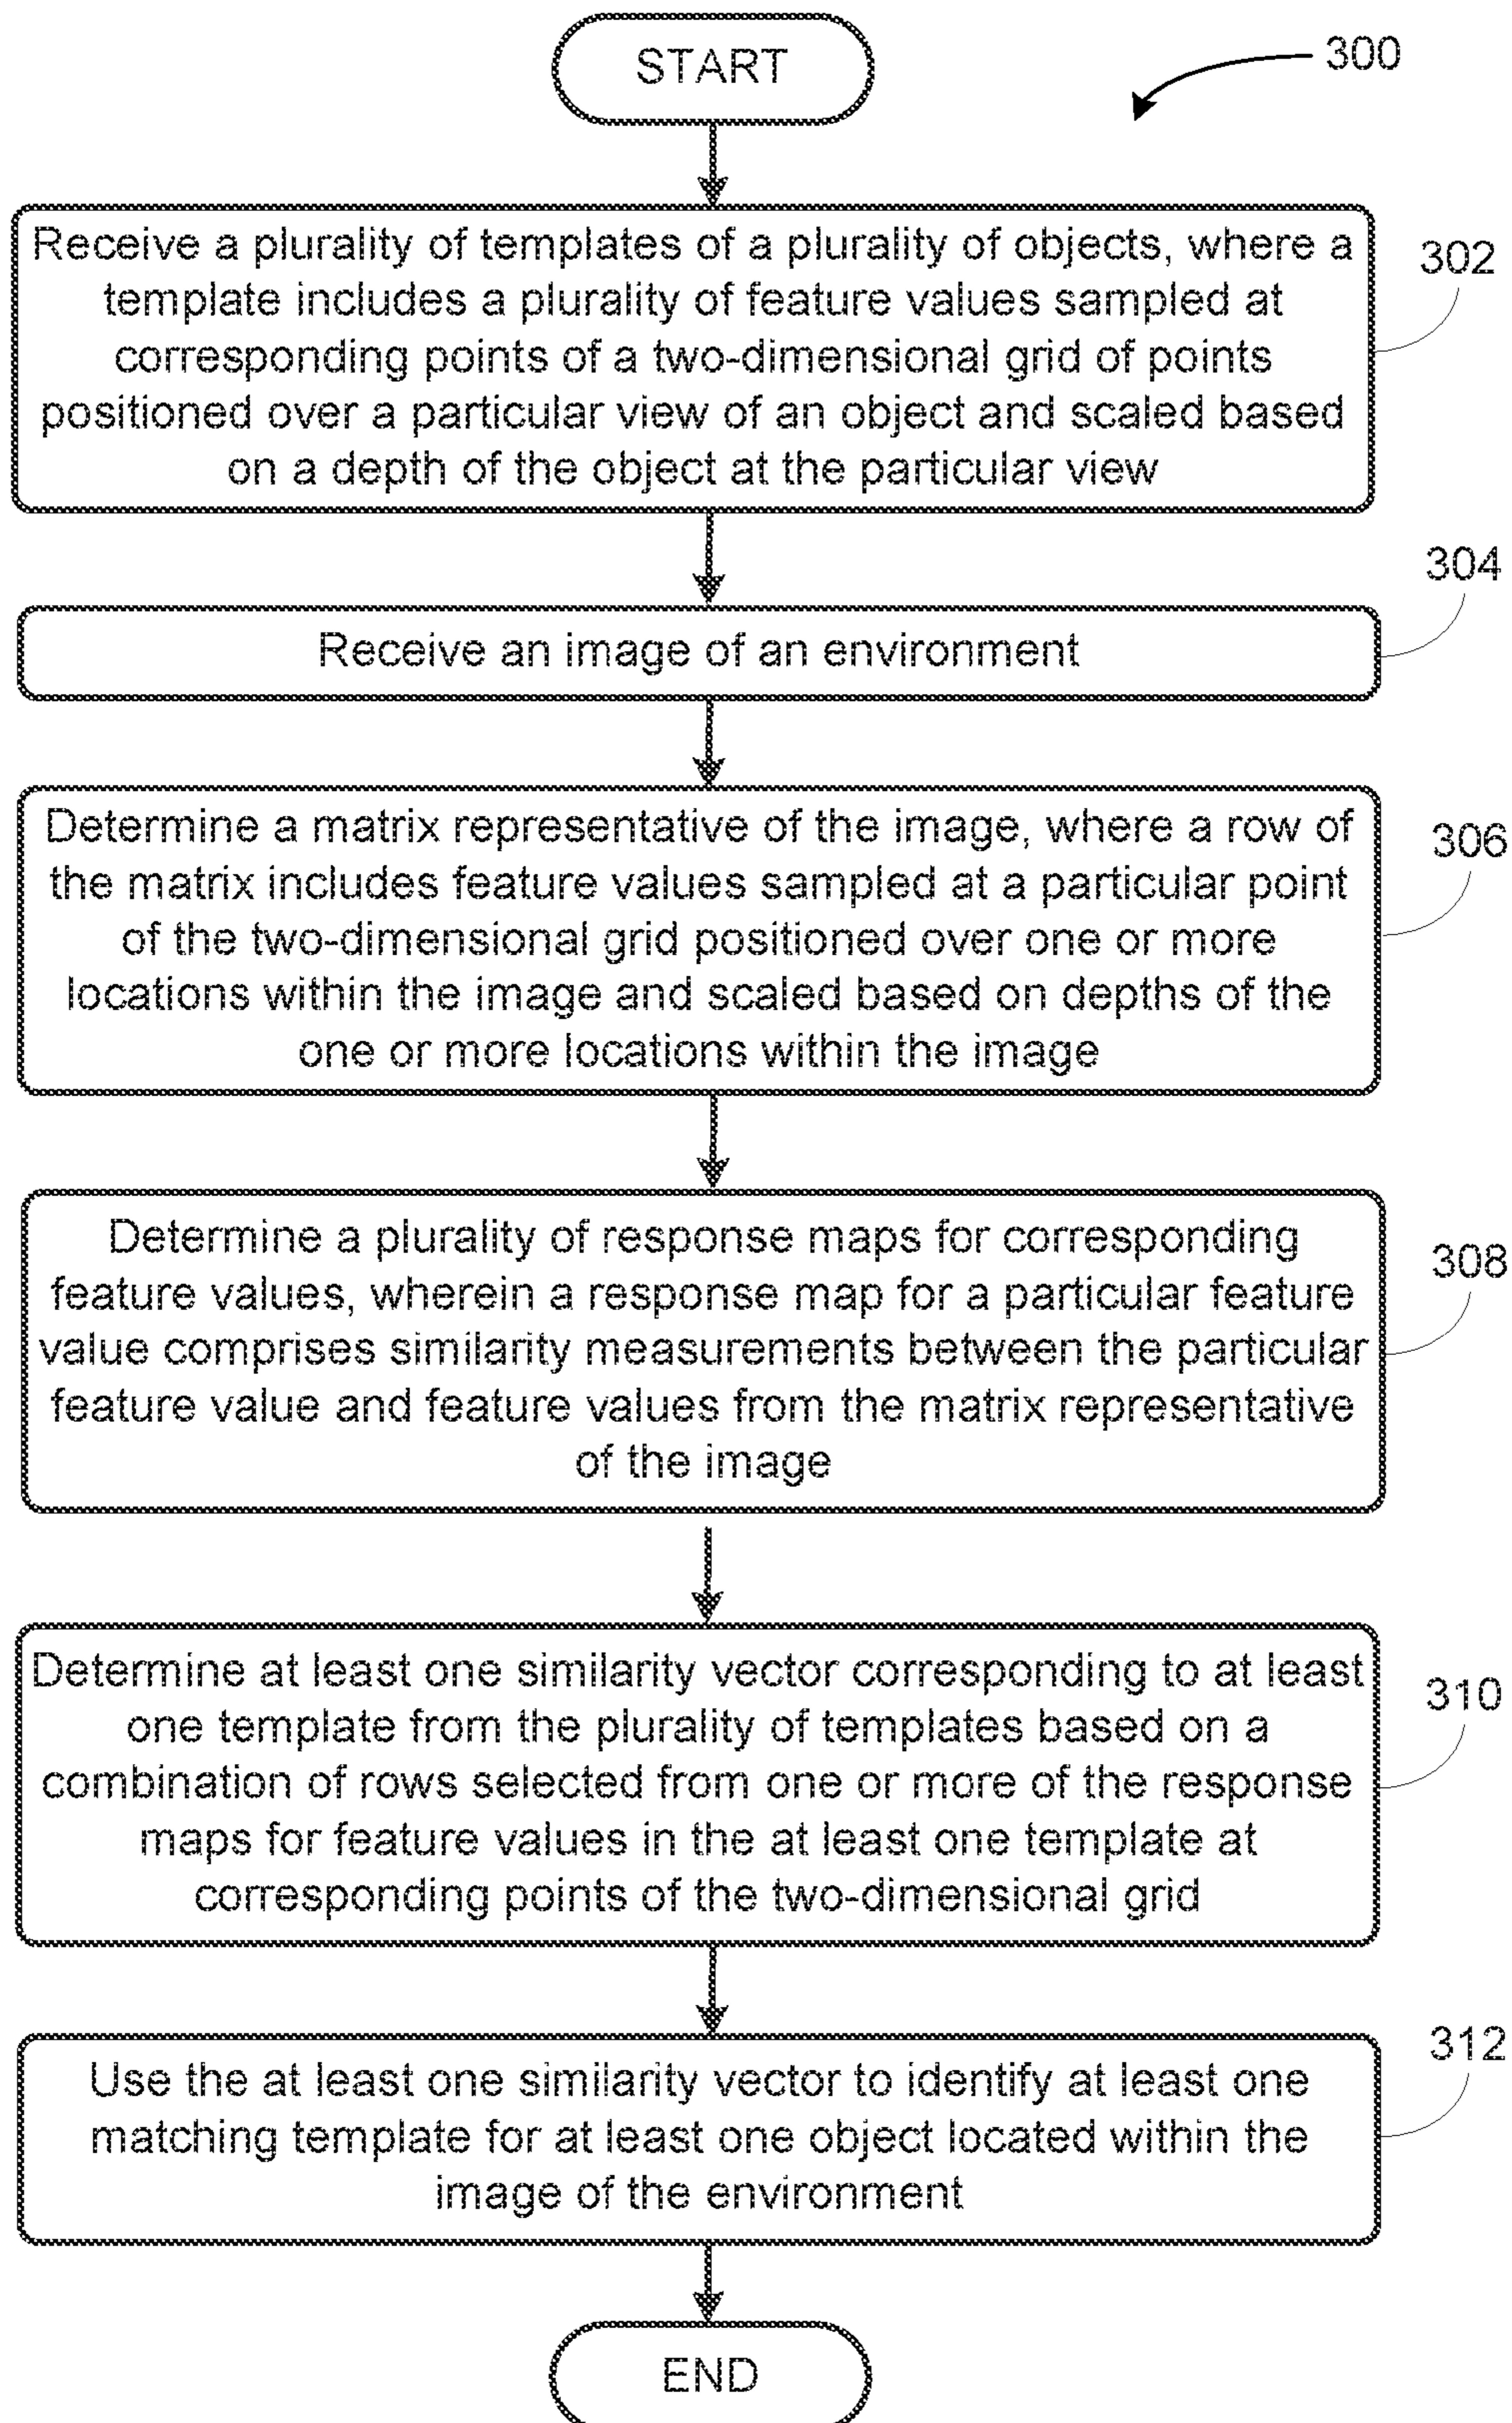 START
300
Receive a plurality of templates of a plurality of objects, where a
template includes a plurality of feature values sampled at
corresponding points of a two-dimensional grid of points
positioned over a particular view of an object and scaled based
on a depth of the object at the particular view
302
304
Receive an image of an environment
Determine a matrix representative of the image, where a row of
the matrix includes feature values sampled at a particular point
of the two-dimensional grid positioned over one or more
locations within the image and scaled based on depths of the
one or more locations within the image
306
Determine a plurality of response maps for corresponding
feature values, wherein a response map for a particular feature
value comprises similarity measurements between the particular
feature value and feature values from the matrix representative
of the image
308
Determine at least one similarity vector corresponding to at least
one template from the plurality of templates based on a
combination of rows selected from one or more of the response
maps for feature values in the at least one template at
corresponding points of the two-dimensional grid
310
Use the at least one similarity vector to identify at least one
matching template for at least one object located within the
image of the environment
312
END